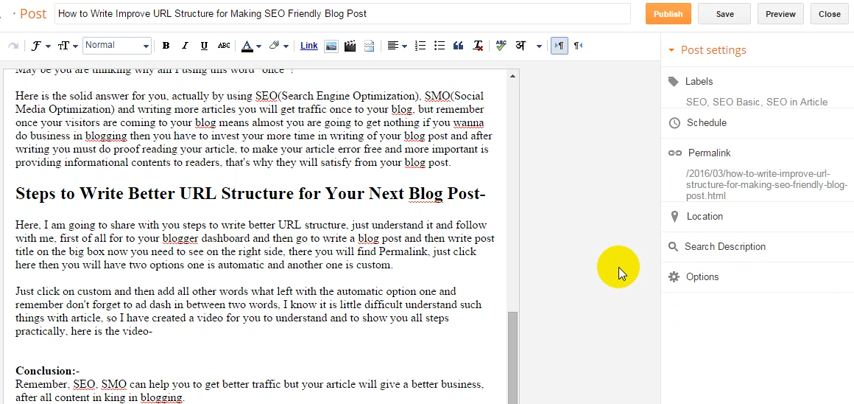 Post
How to Write Improve URL Structure for Making SEO Friendly Blog Post
Publish
Save
Preview
Close
Normal
B I U ABC
A
Link
ABC
अ
Post settings
May be you are thinking why am I using this word "once"?
Here is the solid answer for you, actually by using SEO(Search Engine Optimization), SMO(Social
Media Optimization) and writing more articles you will get traffic once to your blog, but remember
once your visitors are coming to your blog means almost you are going to get nothing if you wanna
do business in blogging then you have to invest your more time in writing of your blog post and after
writing you must do proof reading your article, to make your article error free and more important is
providing informational contents to readers, that's why they will satisfy from your blog post.
Steps to Write Better URL Structure for Your Next Blog Post-
Here, I am going to share with you steps to write better URL structure, just understand it and follow
with me, first of all for to your blogger dashboard and then go to write a blog post and then write post
title on the big box now you need to see on the right side, there you will find Permalink, just click
here then you will have two options one is automatic and another one is custom.
Just click on custom and then add all other words what left with the automatic option one and
remember don't forget to ad dash in between two words, I know it is little difficult understand such
things with article, so I have created a video for you to understand and to show you all steps
practically, here is the video-
Conclusion:-
Remember, SEO, SMO can help you to get better traffic but your article will give a better business,
after all content in king in blogging.
Labels
SEO, SEO Basic, SEO in Article
Schedule
Permalink
/2016/03/how-to-write-improve-url-
structure-for-making-seo-friendly-blog-
post.html
Location
Search Description
Options